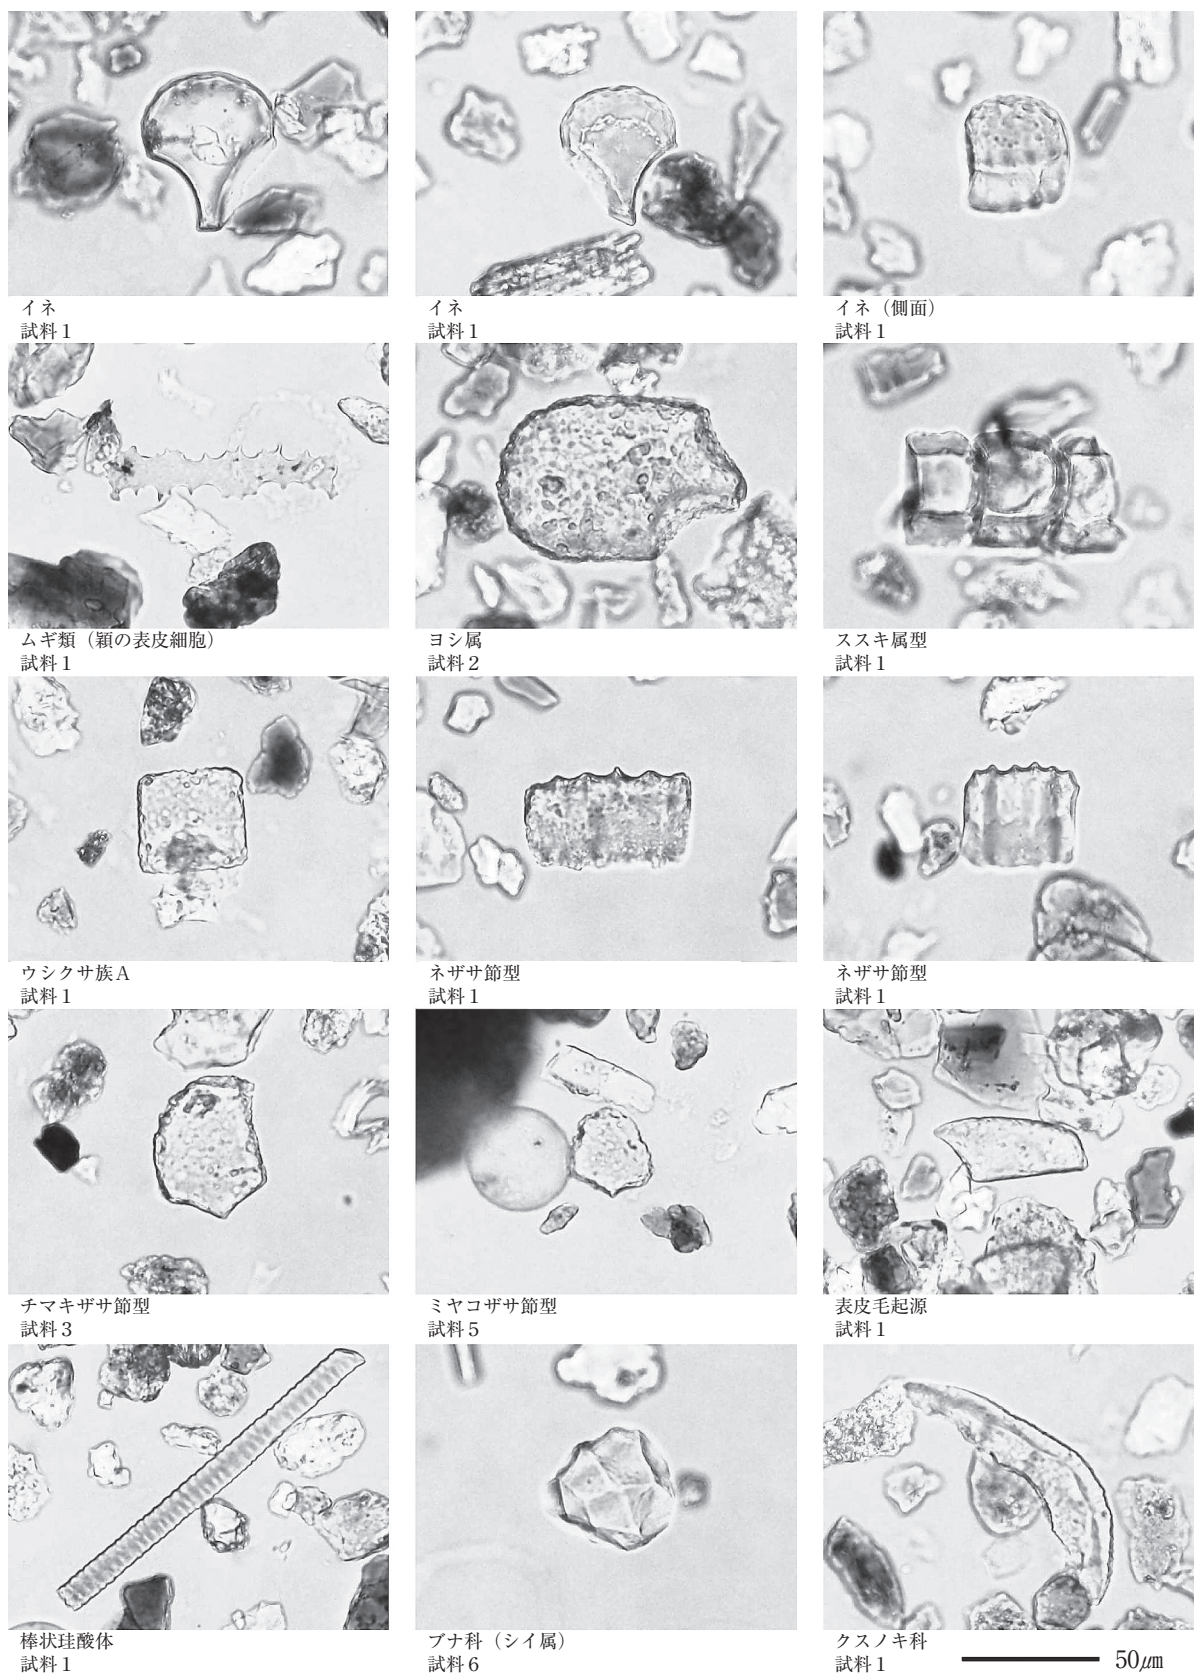 イネ
試料1
イネ
試料1
イネ（側面）
試料1
ムギ類（穎の表皮細胞）
試料1
ヨシ属
試料2
ススキ属型
試料1
ウシクサ族A
試料1
ネザサ節型
試料1
ネザサ節型
試料1
チマキザサ節型
試料3
ミヤコザサ節型
試料5
表皮毛起源
試料1
棒状珪酸体
試料1
ブナ科（シイ属）
試料6
クスノキ科
試料1
50μm